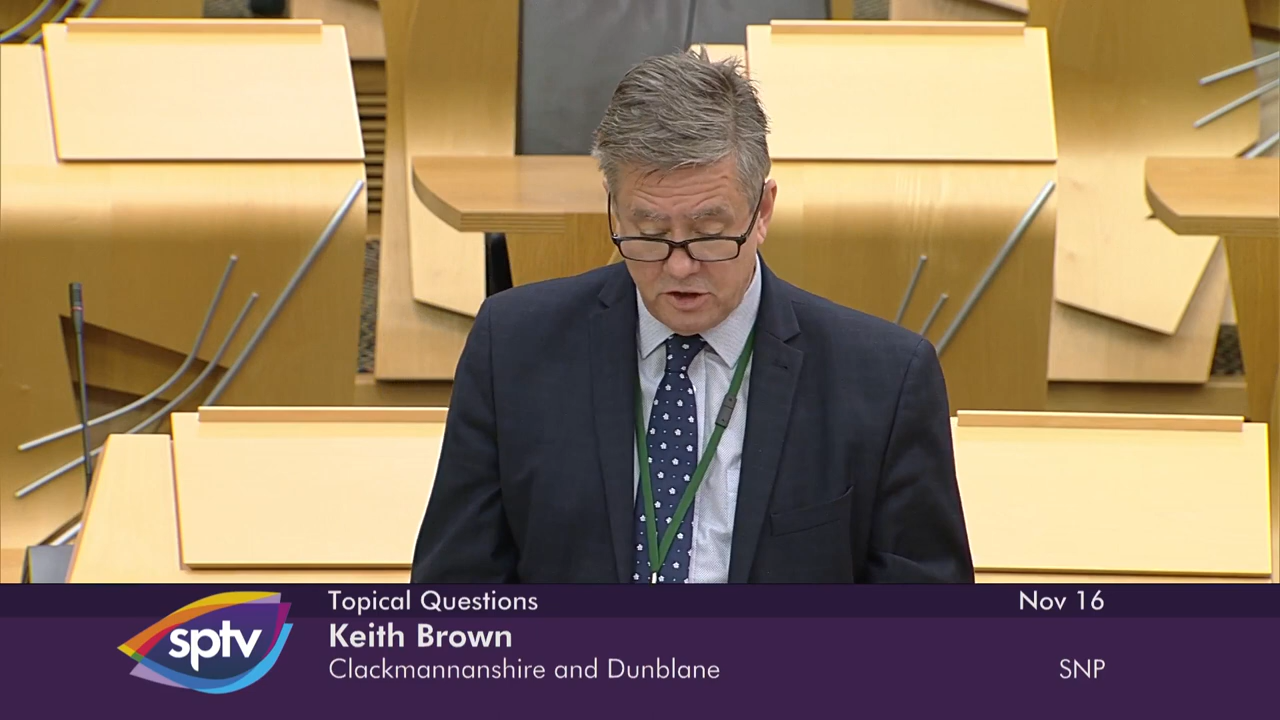 Topical Questions
Nov 16
Keith Brown
Clackmannanshire and Dunblane
SNP
sptv